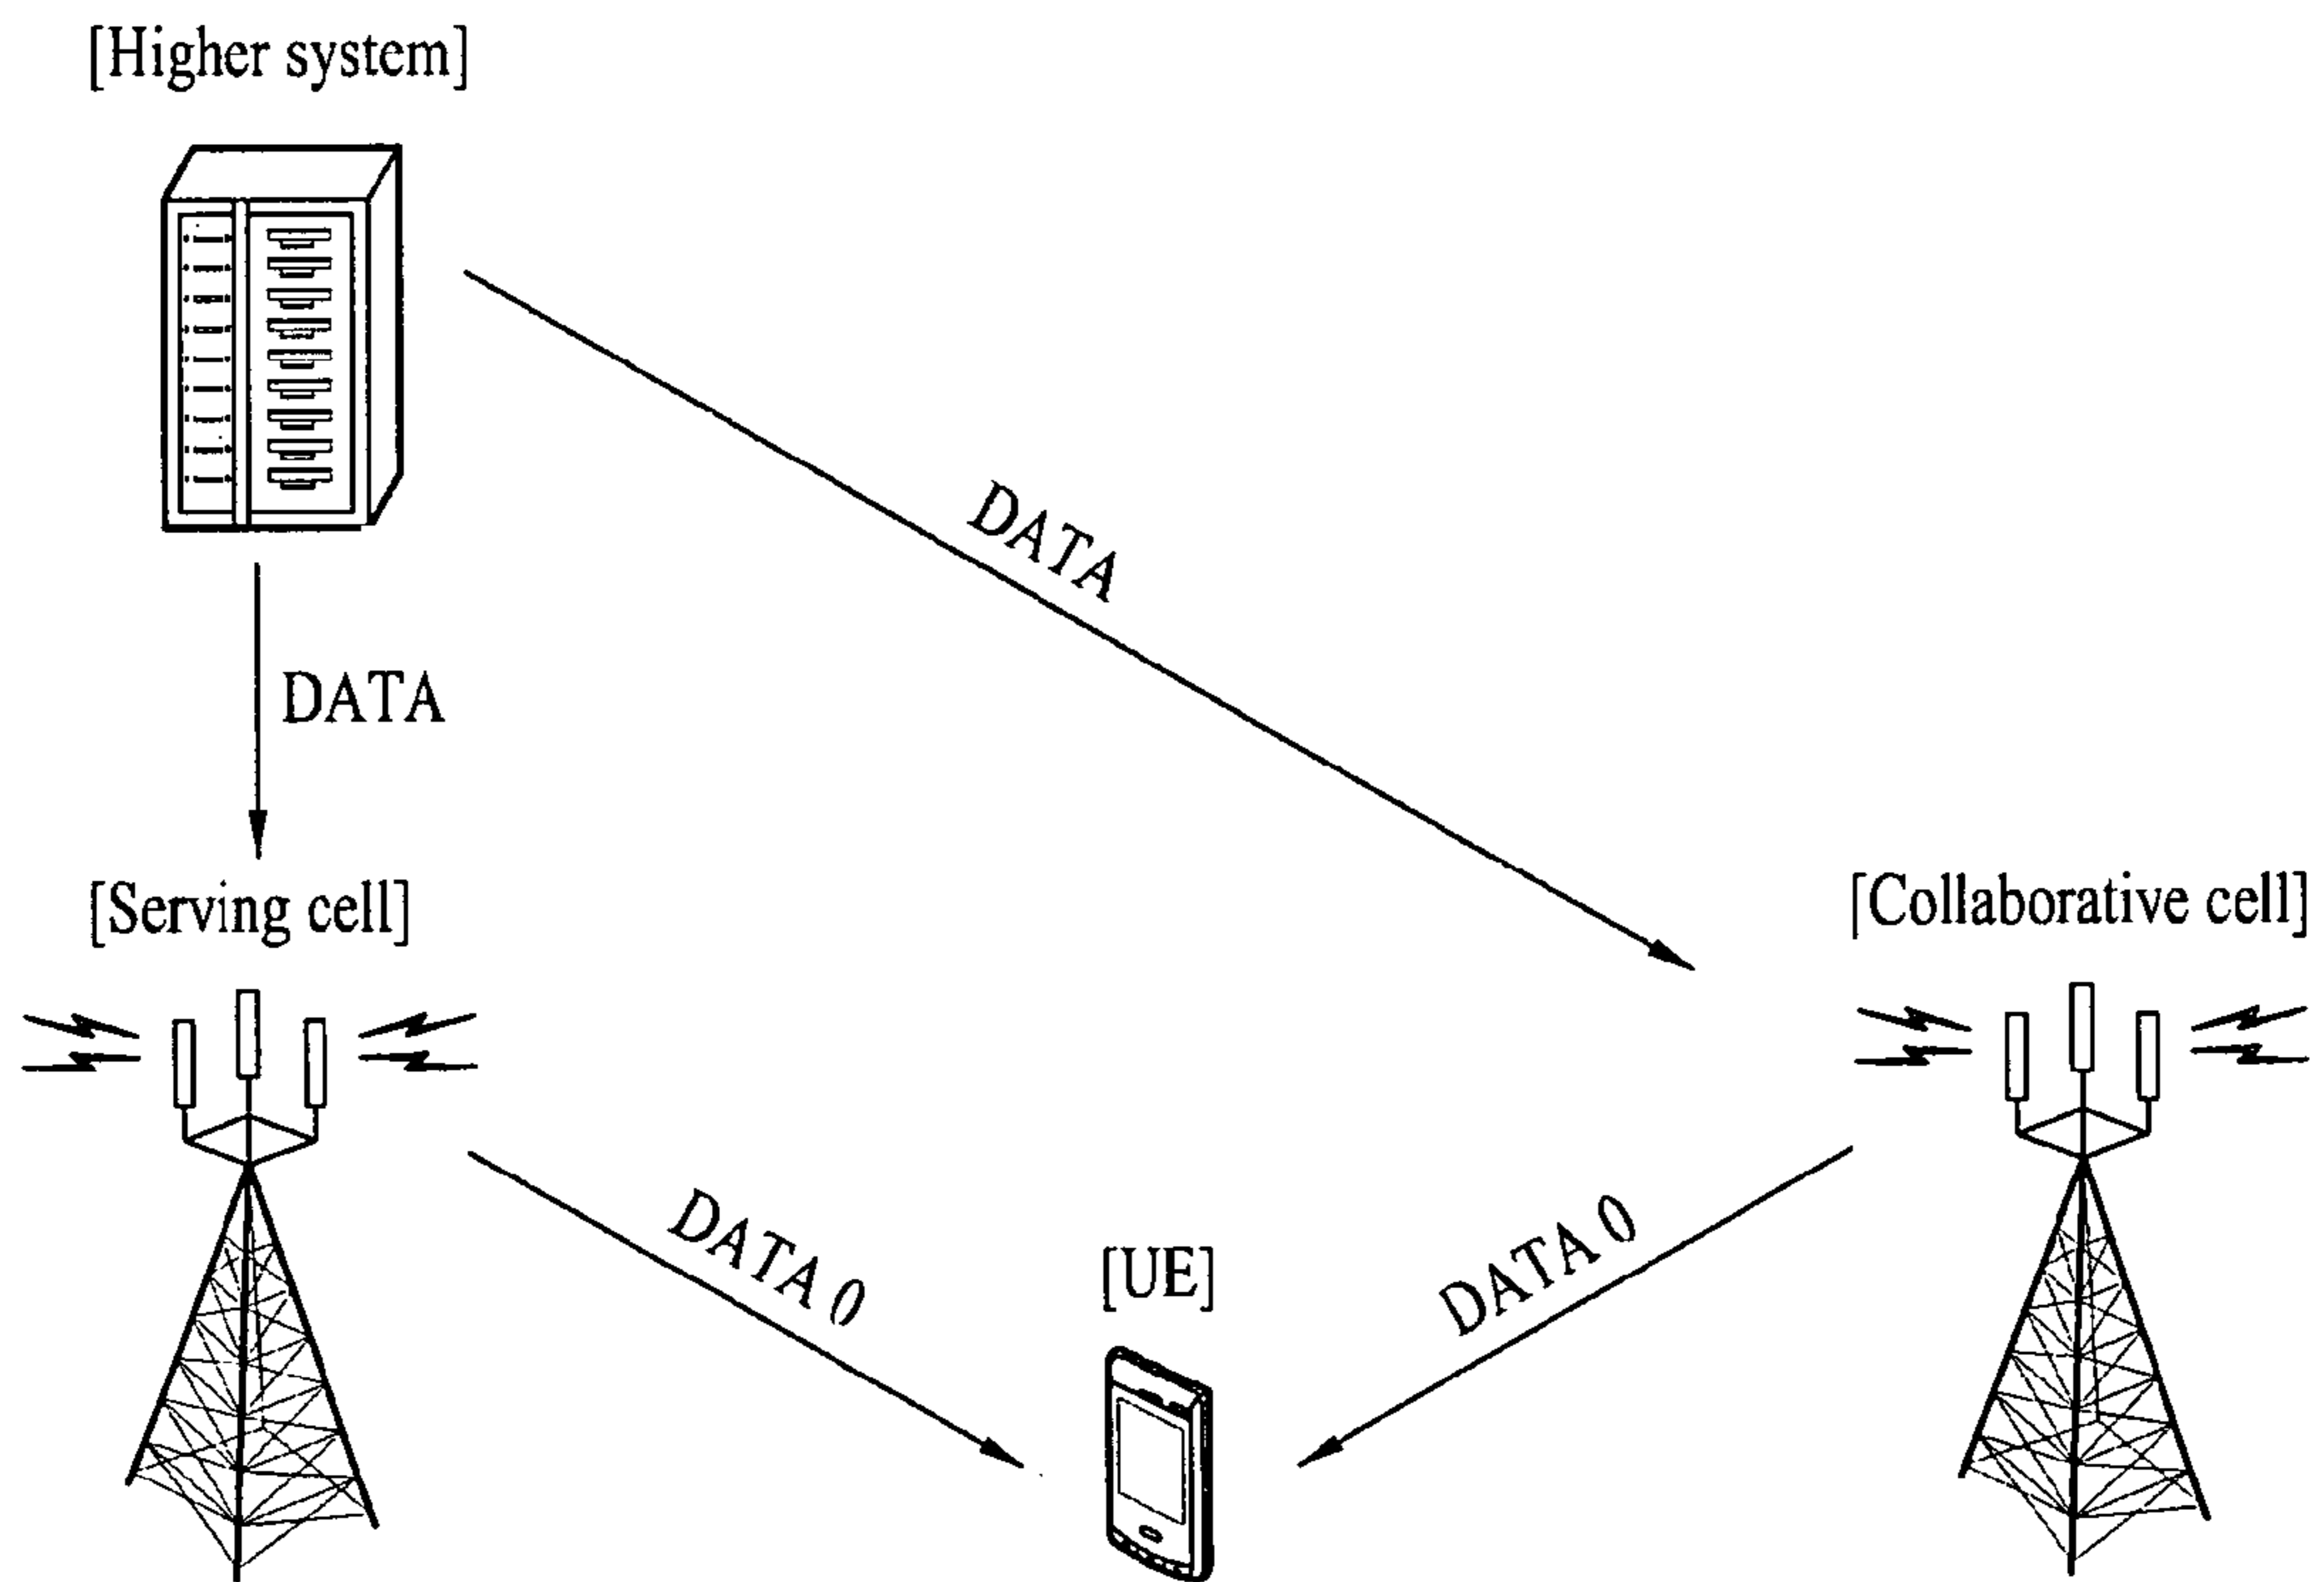 [Higher system]
DATA
DATA
[Serving cell]
[Collaborative cell]
DATA 0
[UE]
DATA 0